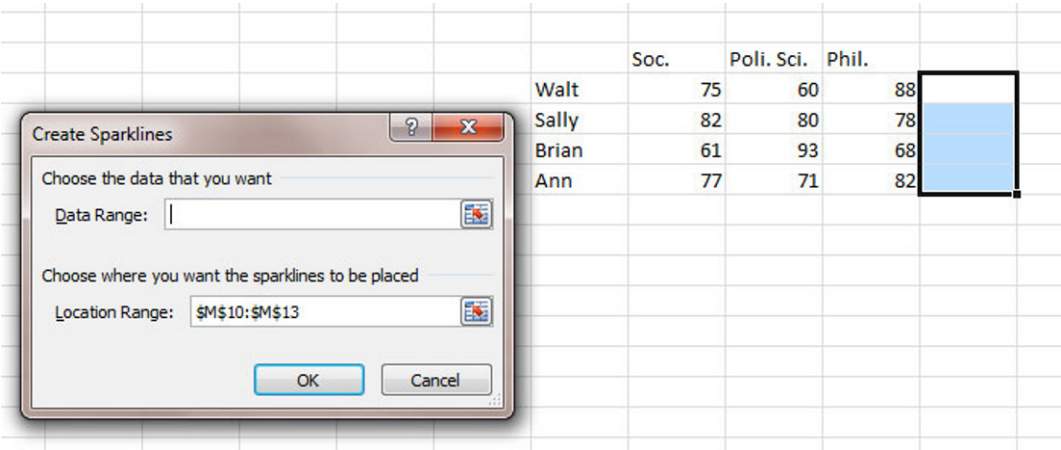 Soc. Poli. Sci. Phil.
Walt 75 60 88
Sally 82 80 78
Brian 61 93 68
Ann 77 71 82
Create Sparklines
Choose the data that you want
Data Range:
Choose where you want the sparklines to be placed
Location Range: $M$10:$M$13
OK Cancel